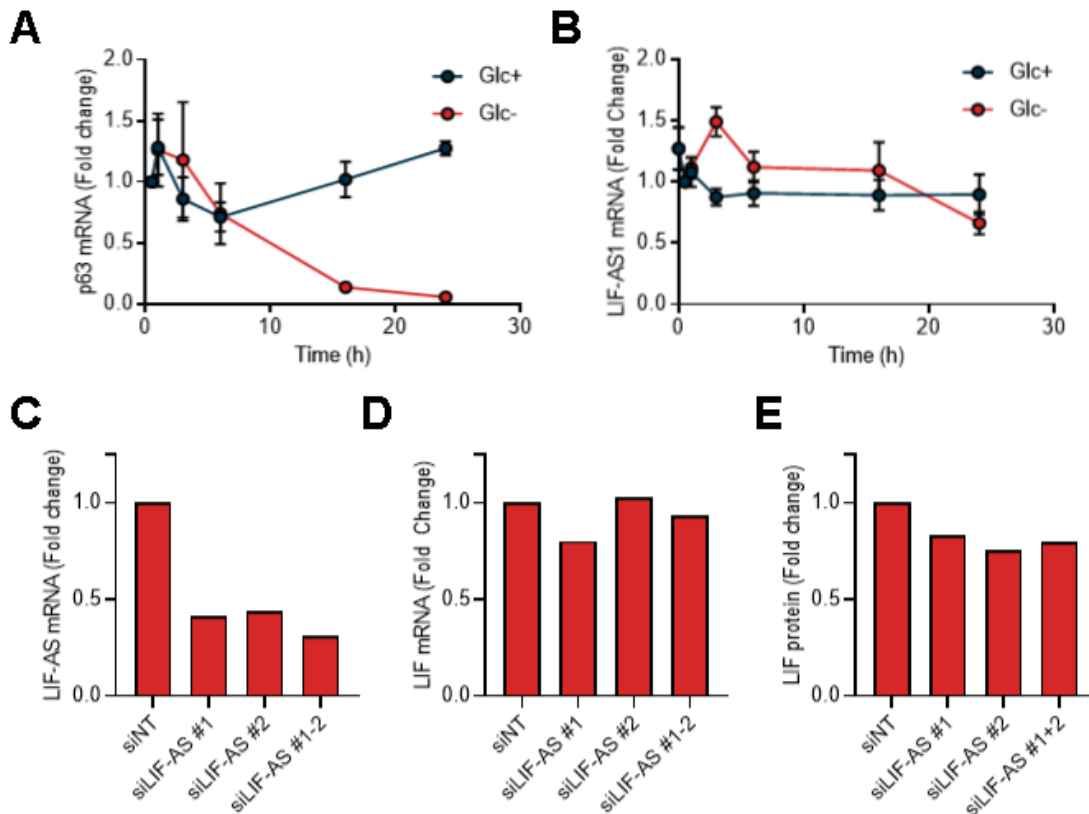 A
p63 mRNA (Fold change)
2.0
1.5
1.0
0.5
0.0
0
10
20
30
Time (h)
Glc+
Glc-
B
LIF-AS1 mRNA (Fold Change)
2.0
1.5
1.0
0.5
0.0
0
10
20
30
Time (h)
Glc+
Glc-
C
LIF-AS mRNA (Fold change)
1.0
0.5
0.0
siNT
siLIF-AS #1
siLIF-AS #2
siLIF-AS #1-2
D
LIF mRNA (Fold Change)
1.0
0.5
0.0
siNT
siLIF-AS #1
siLIF-AS #2
siLIF-AS #1-2
E
LIF protein (Fold change)
1.0
0.5
0.0
siNT
siLIF-AS #1
siLIF-AS #2
siLIF-AS #1+2